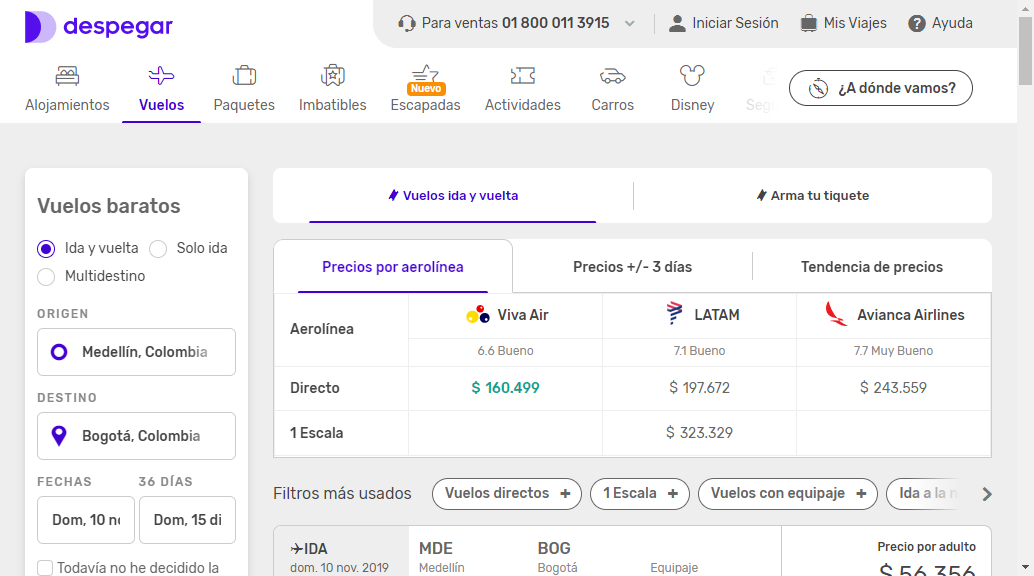 despegar
Para ventas 01 800 011 3915
Iniciar Sesión
Mis Viajes
? Ayuda
Alojamientos
Vuelos
Paquetes
Imbatibles
Nuevo
Escapadas
Actividades
Carros
Disney
Seg
¿A dónde vamos?
Vuelos baratos
Ida y vuelta
Solo ida
Multidestino
ORIGEN
Medellín, Colombia
DESTINO
Bogotá, Colombia
FECHAS
36 DÍAS
Dom, 10 n
Dom, 15 di
Todavía no he decidido la
Vuelos ida y vuelta
Arma tu tiquete
Precios por aerolínea
Precios +/- 3 días
Tendencia de precios
Aerolínea
Viva Air
LATAM
Avianca Airlines
6.6 Bueno
7.1 Bueno
7.7 Muy Bueno
Directo
$ 160.499
$ 197.672
$ 243.559
1 Escala
$ 323.329
Filtros más usados
Vuelos directos +
1 Escala +
Vuelos con equipaje +
Ida a la n
IDA
dom. 10 nov. 2019
MDE
Medellín
BOG
Bogotá
Equipaje
Precio por adulto
$ 56.356